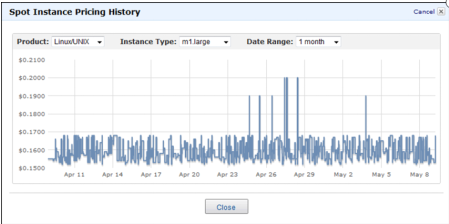 Spot Instance Pricing History
Cancel
Product: Linux/UNIX Instance Type: m1.large Date Range: 1 month
$0.2100
$0.2000
$0.1900
$0.1800
$0.1700
$0.1600
$0.1500
Apr 11 Apr 14 Apr 17 Apr 20 Apr 23 Apr 26 Apr 29 May 2 May 5 May 8
Close